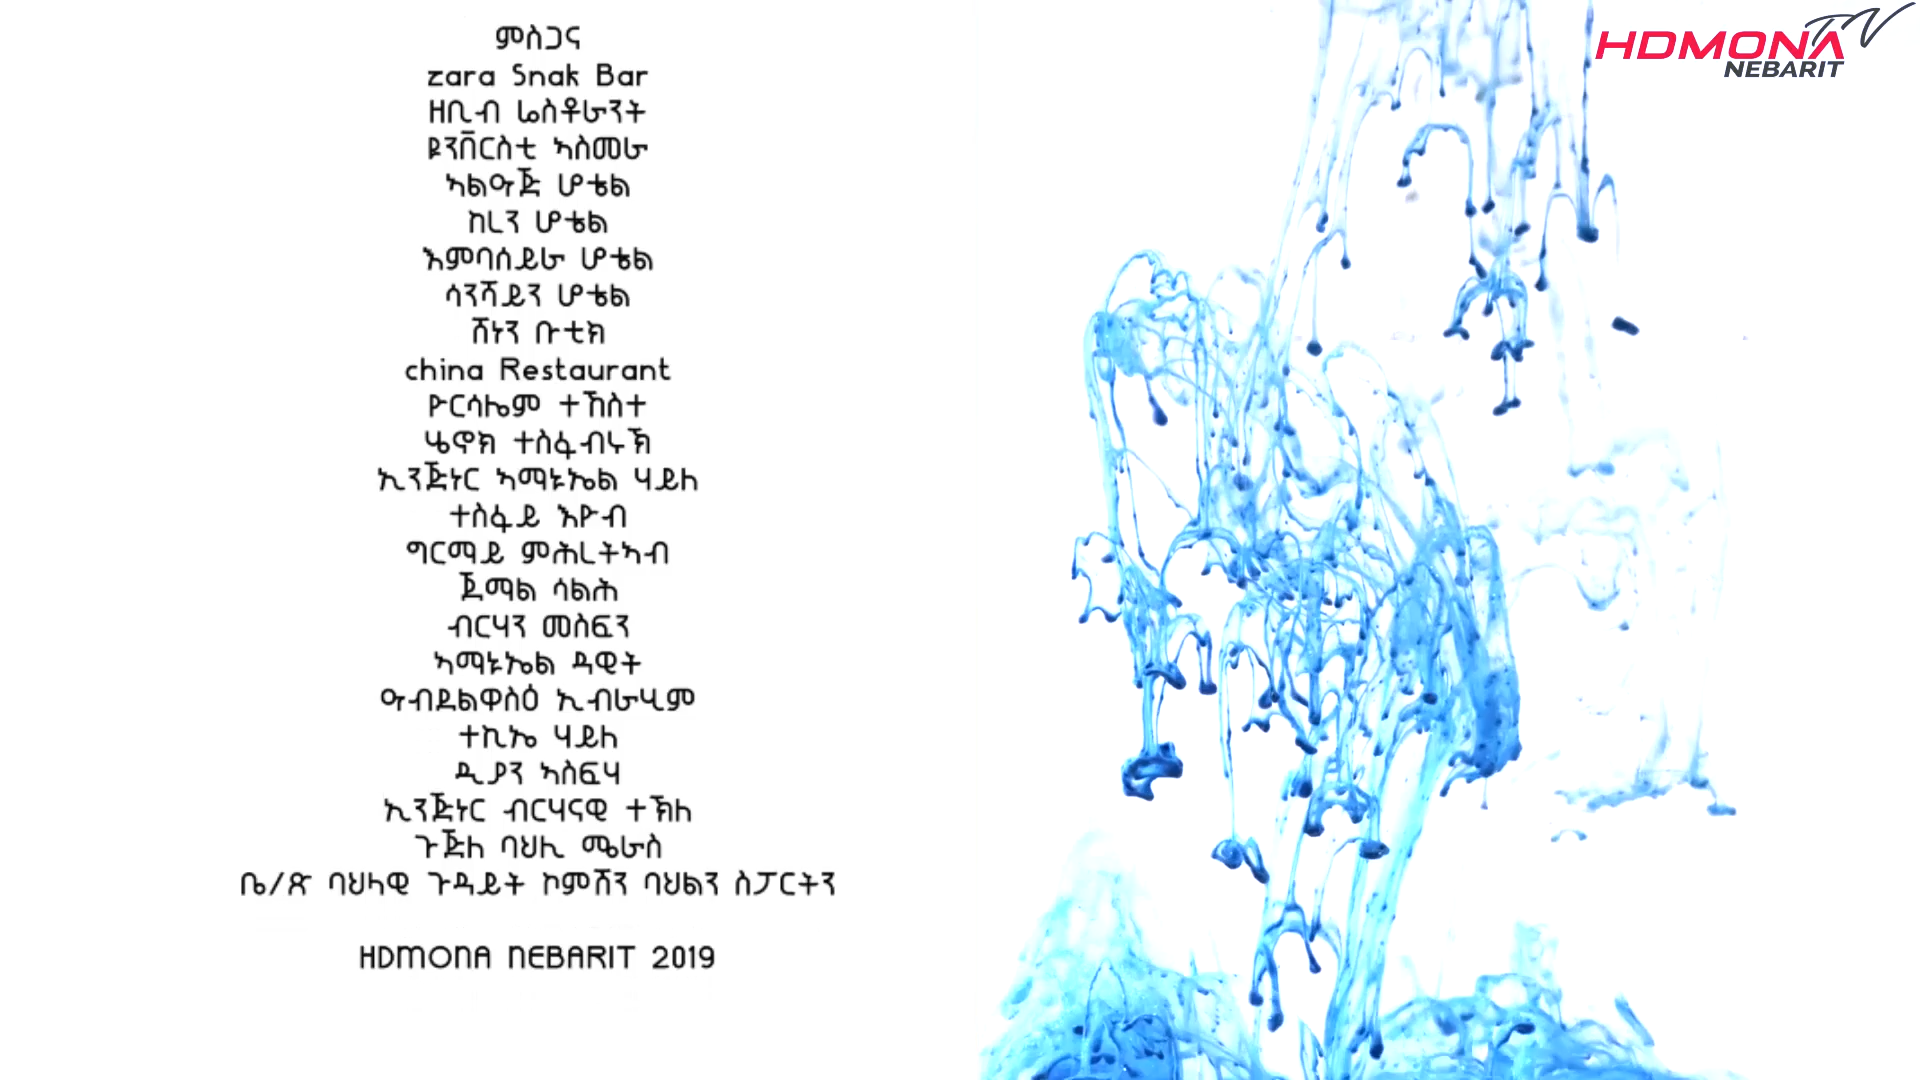 HDMONA TV
NEBARIT
ምስጋና
zara Snak Bar
ዘቢብ ሬስቶራንት
ዩንቨርስቲ ኣስመራ
ኣልዑጅ ሆቴል
ከረን ሆቴል
እምባሰይራ ሆቴል
ሳንሻይን ሆቴል
ሸነን ቡቲክ
china Restaurant
ዮርሳሌም ተኸስተ
ሄኖክ ተስፋብሩኽ
ኢንጅነር ኣማኑኤል ሃይለ
ተስፋይ እዮብ
ግርማይ ምሕረትኣብ
ጀማል ሳልሕ
ብርሃን መስፍን
ኣማኑኤል ዳዊት
ዑብደልዋስዕ ኢብራሂም
ተኪኤ ሃይለ
ዲያን ኣስፍሃ
ኢንጅነር ብርሃናዊ ተኽለ
ጉጅለ ባህሊ ሜራስ
ቤ/ጽ ባህላዊ ጉዳይት ኮምሽን ባህልን ስፖርትን
HDMONA NEBARIT 2019